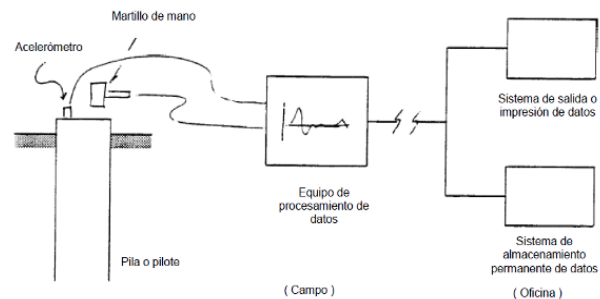 Martillo de mano
Acelerómetro
Sistema de salida o
impresión de datos
Equipo de
procesamiento de
datos
Sistema de
almacenamiento
permanente de datos
Pila o pilote
( Campo )
( Oficina )